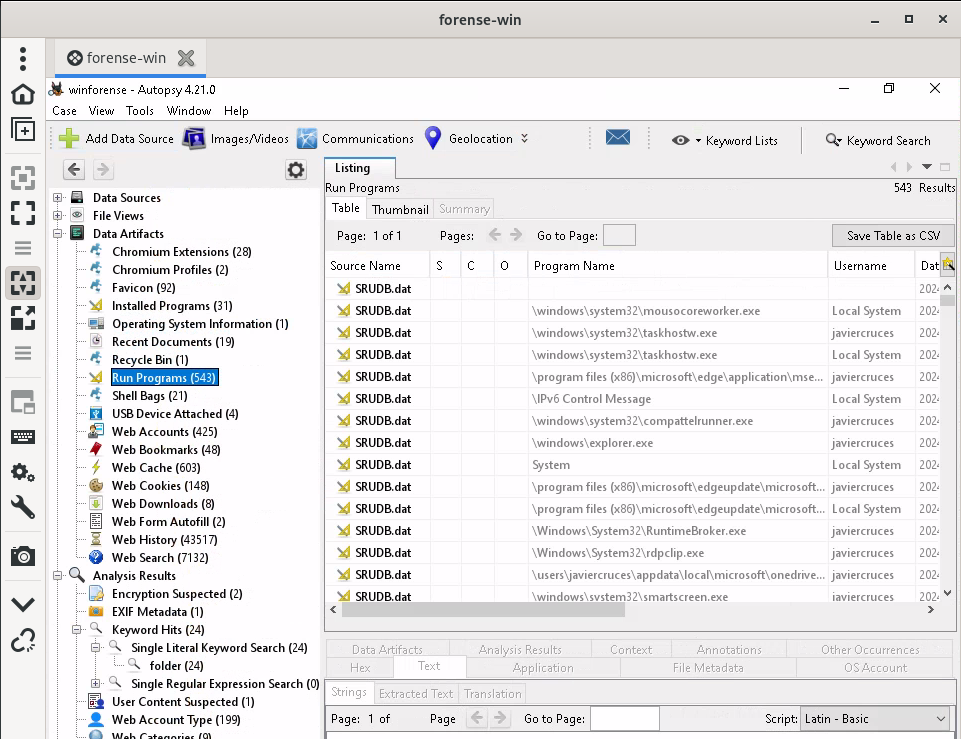 forense-win
forense-win
winforense - Autopsy 4.21.0
Case View Tools Window Help
Add Data Source Images/Videos Communications Geolocation Keyword Lists Keyword Search
Data Sources
File Views
Data Artifacts
Chromium Extensions (28)
Chromium Profiles (2)
Favicon (92)
Installed Programs (31)
Operating System Information (1)
Recent Documents (19)
Recycle Bin (1)
Run Programs (543)
Shell Bags (21)
USB Device Attached (4)
Web Accounts (425)
Web Bookmarks (48)
Web Cache (603)
Web Cookies (148)
Web Downloads (8)
Web Form Autofill (2)
Web History (43517)
Web Search (7132)
Analysis Results
Encryption Suspected (2)
EXIF Metadata (1)
Keyword Hits (24)
Single Literal Keyword Search (24)
folder (24)
Single Regular Expression Search (0)
User Content Suspected (1)
Web Account Type (199)
Web Categories (9)
Listing
Run Programs 543 Results
Table Thumbnail Summary
Page: 1 of 1 Pages: Go to Page: Save Table as CSV
Source Name S C O Program Name Username Dat
SRUDB.dat 2024
SRUDB.dat \windows\system32\mousocoreworker.exe Local System 2024
SRUDB.dat \windows\system32\taskhostw.exe javiercruces 2024
SRUDB.dat \windows\system32\taskhostw.exe Local System 2024
SRUDB.dat \program files (x86)\microsoft\edge\application\mse... javiercruces 2024
SRUDB.dat \IPv6 Control Message Local System 2024
SRUDB.dat \windows\system32\compattelrunner.exe javiercruces 2024
SRUDB.dat \windows\explorer.exe javiercruces 2024
SRUDB.dat System Local System 2024
SRUDB.dat \program files (x86)\microsoft\edgeupdate\microsoft... javiercruces 2024
SRUDB.dat \program files (x86)\microsoft\edgeupdate\microsoft... Local System 2024
SRUDB.dat \Windows\System32\RuntimeBroker.exe javiercruces 2024
SRUDB.dat \Windows\System32\rdpclip.exe javiercruces 2024
SRUDB.dat \users\javiercruces\appdata\local\microsoft\onedrive... javiercruces 2024
SRUDB.dat \windows\system32\smartscreen.exe javiercruces 2024
Data Artifacts Analysis Results Context Annotations Other Occurrences
Hex Text Application File Metadata OS Account
Strings Extracted Text Translation
Page: 1 of Page Go to Page: Script: Latin - Basic